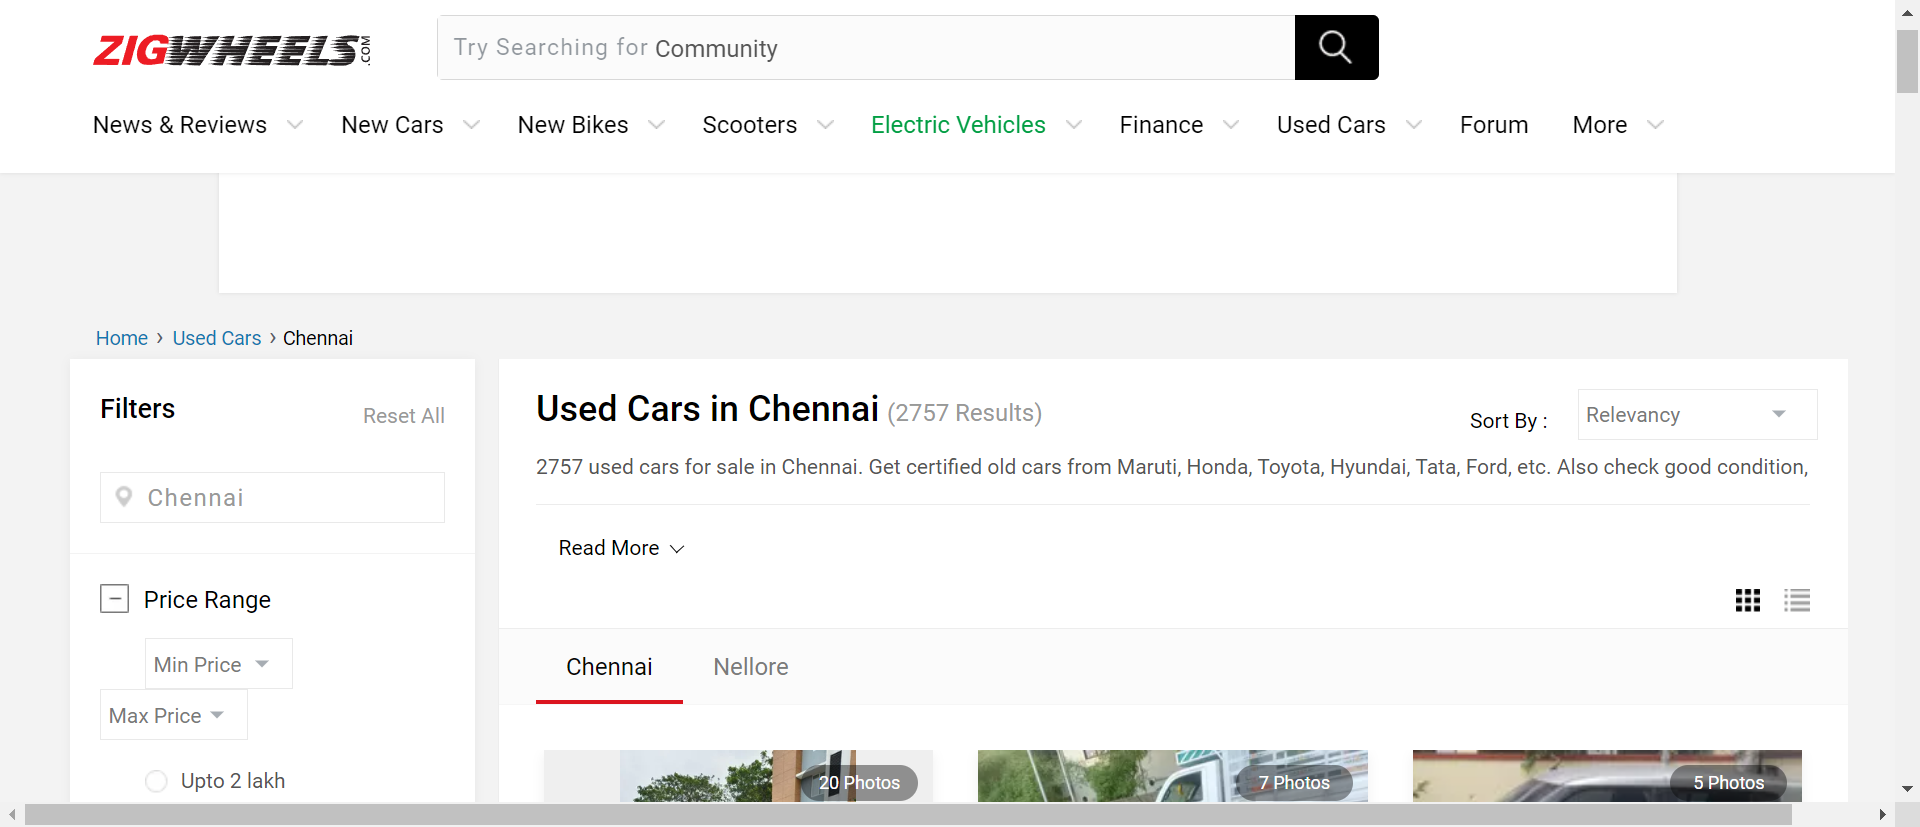 ZIGWHEELS.COM
Try Searching for Community
News & Reviews New Cars New Bikes Scooters Electric Vehicles Finance Used Cars Forum More
Home › Used Cars › Chennai
Filters
Reset All
Chennai
Price Range
Min Price
Max Price
Upto 2 lakh
Used Cars in Chennai (2757 Results)
Sort By : Relevancy
2757 used cars for sale in Chennai. Get certified old cars from Maruti, Honda, Toyota, Hyundai, Tata, Ford, etc. Also check good condition,
Read More
Chennai Nellore
20 Photos 7 Photos 5 Photos